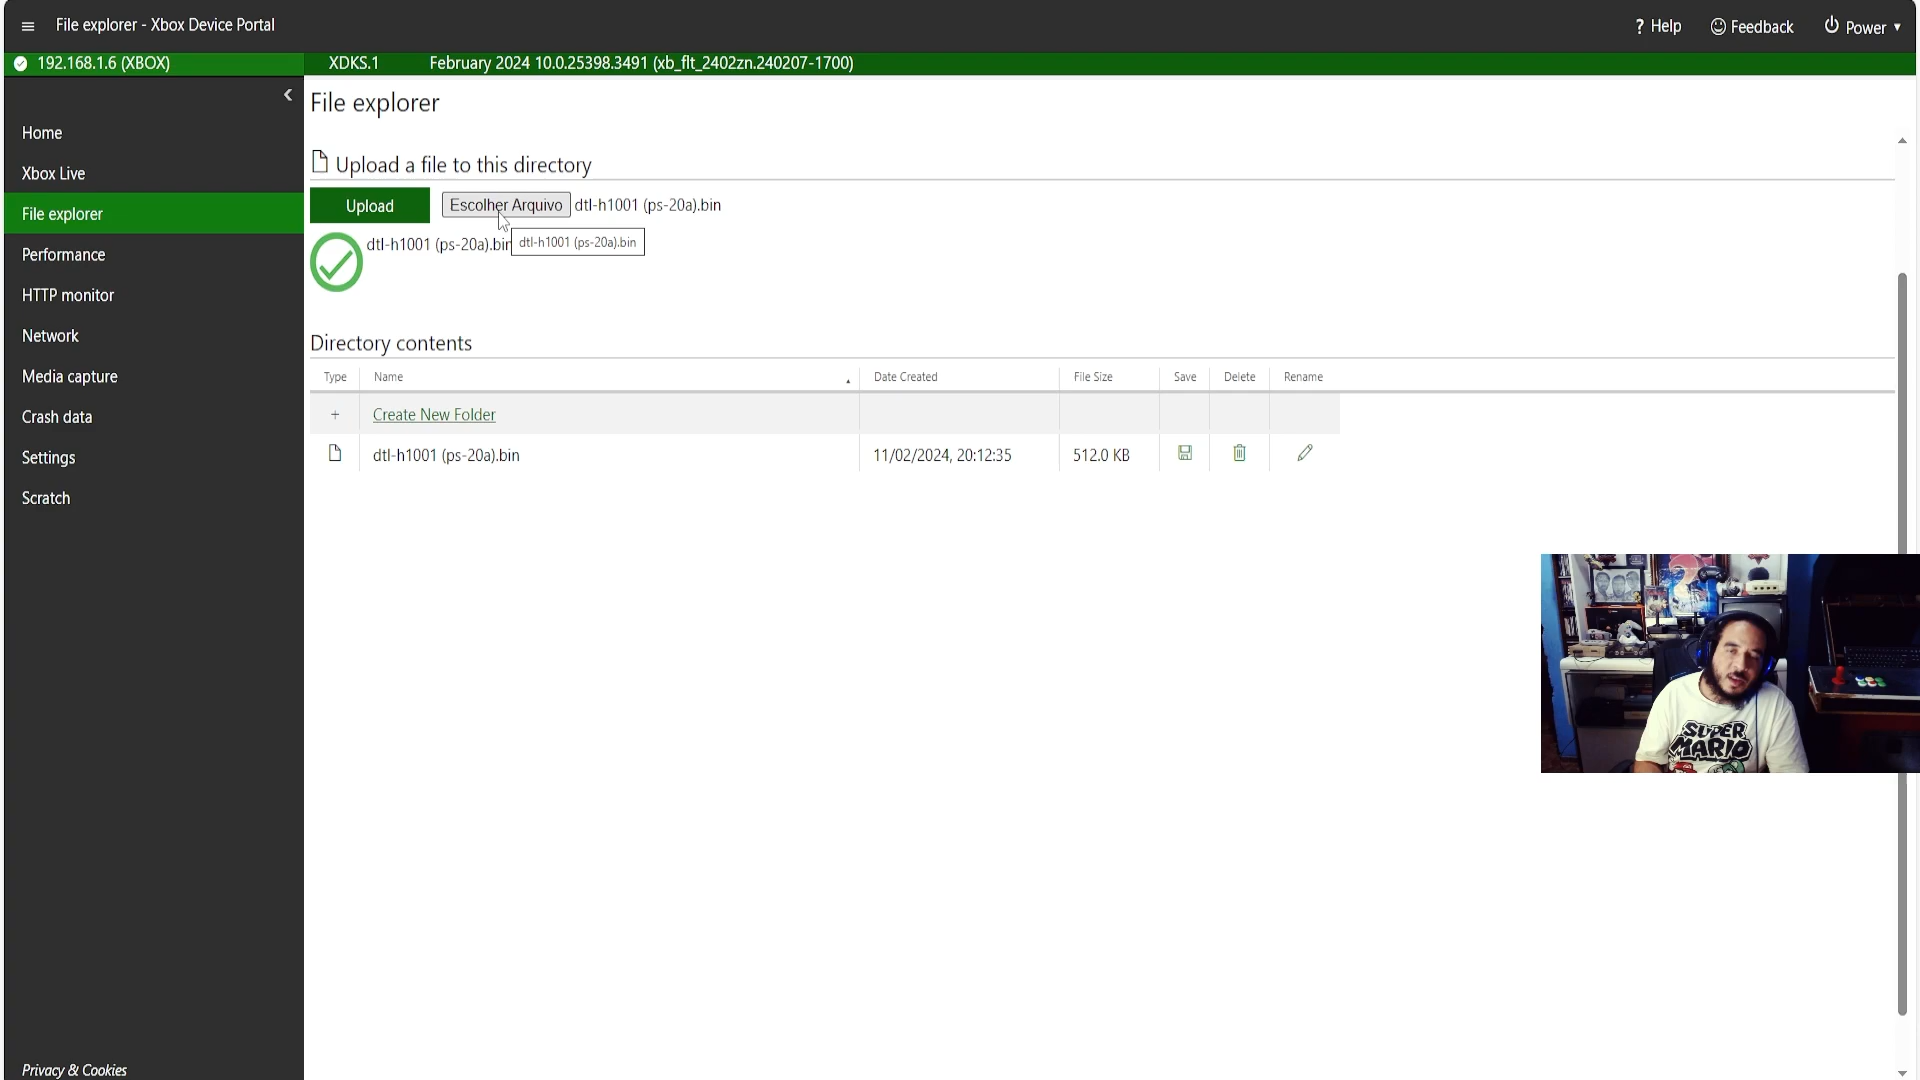 File explorer - Xbox Device Portal
? Help
Feedback
Power
192.168.1.6 (XBOX)
XDKS.1
February 2024 10.0.25398.3491 (xb_flt_2402zn.240207-1700)
Home
Xbox Live
File explorer
Performance
HTTP monitor
Network
Media capture
Crash data
Settings
Scratch
Privacy & Cookies
File explorer
Upload a file to this directory
Upload
Escolher Arquivo dtl-h1001 (ps-20a).bin
dtl-h1001 (ps-20a).bin
dtl-h1001 (ps-20a).bin
Directory contents
Type Name Date Created File Size Save Delete Rename
+ Create New Folder
dtl-h1001 (ps-20a).bin 11/02/2024, 20:12:35 512.0 KB
SUPER
MARIO